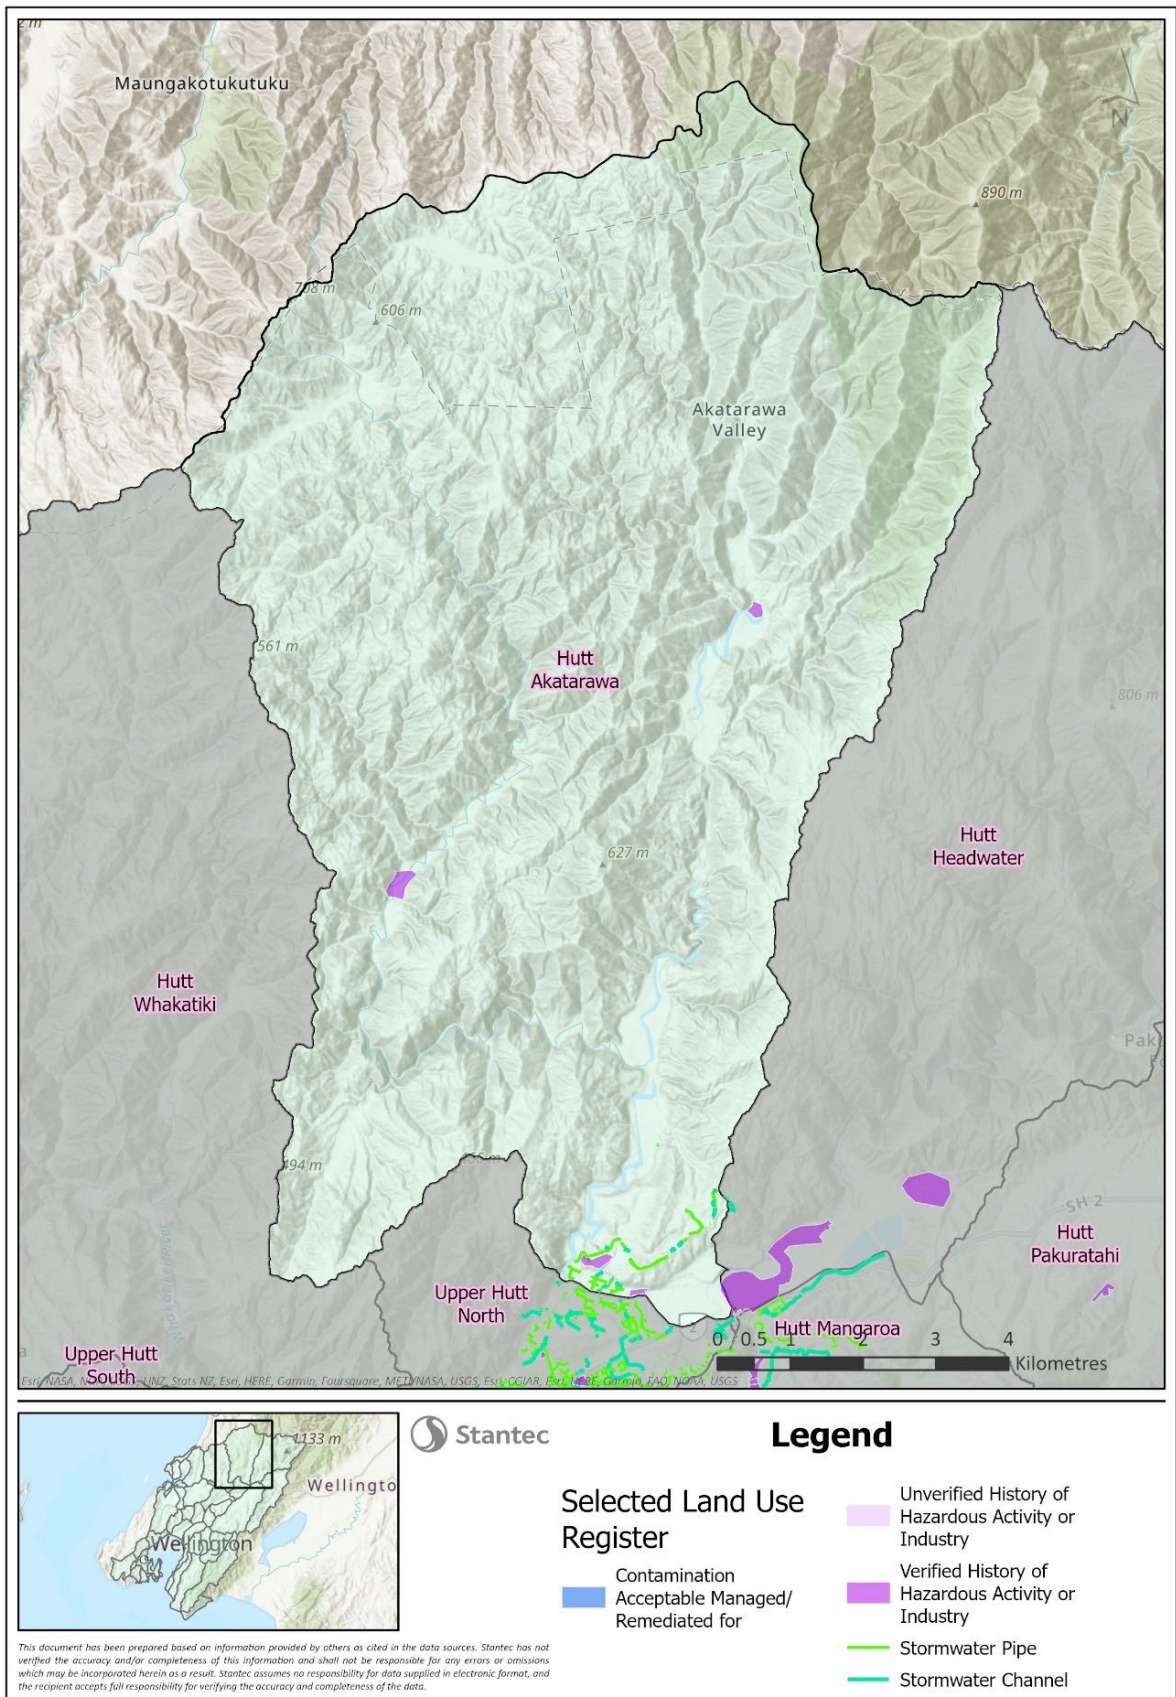 2 m
Maungakotukutuku
N
890 m
708 m
606 m
Akatarawa
Valley
561 m
Hutt
Akatarawa
806 m
627 m
Hutt
Headwater
Hutt
Whakatiki
Pak
494 m
SH 2
Hutt
Pakuratahi
Upper Hutt
North
2
Hutt Mangaroa
0 0.5 1 2 3 4
Kilometres
Upper Hutt
South
Stantec
Legend
1133 m
Wellingto
Wellington
Selected Land Use
Register
Contamination
Acceptable Managed/
Remediated for
Unverified History of
Hazardous Activity or
Industry
Verified History of
Hazardous Activity or
Industry
Stormwater Pipe
Stormwater Channel
This document has been prepared based on information provided by others as cited in the data sources. Stantec has not
verified the accuracy and/or completeness of this information and shall not be responsible for any errors or omissions
which may be incorporated herein as a result. Stantec assumes no responsibility for data supplied in electronic format, and
the recipient accepts full responsibility for verifying the accuracy and completeness of the data.